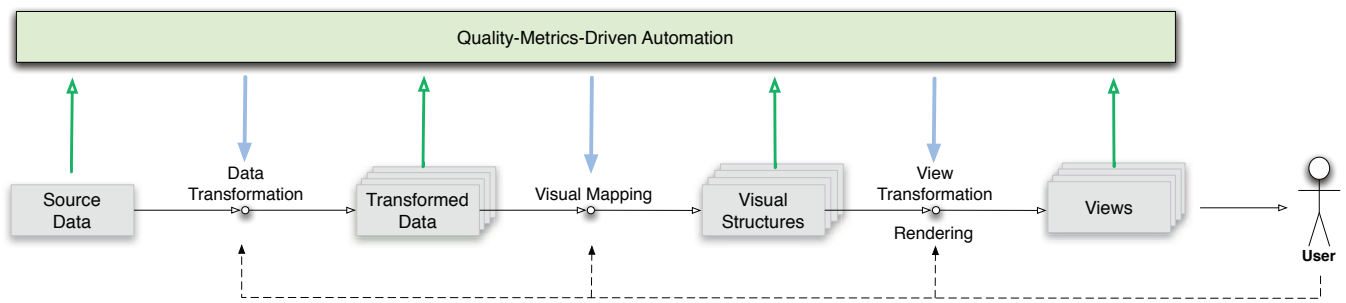 Quality-Metrics-Driven Automation
Source
Data
Data
Transformation
Transformed
Data
Visual Mapping
Visual
Structures
View
Transformation
Rendering
Views
User